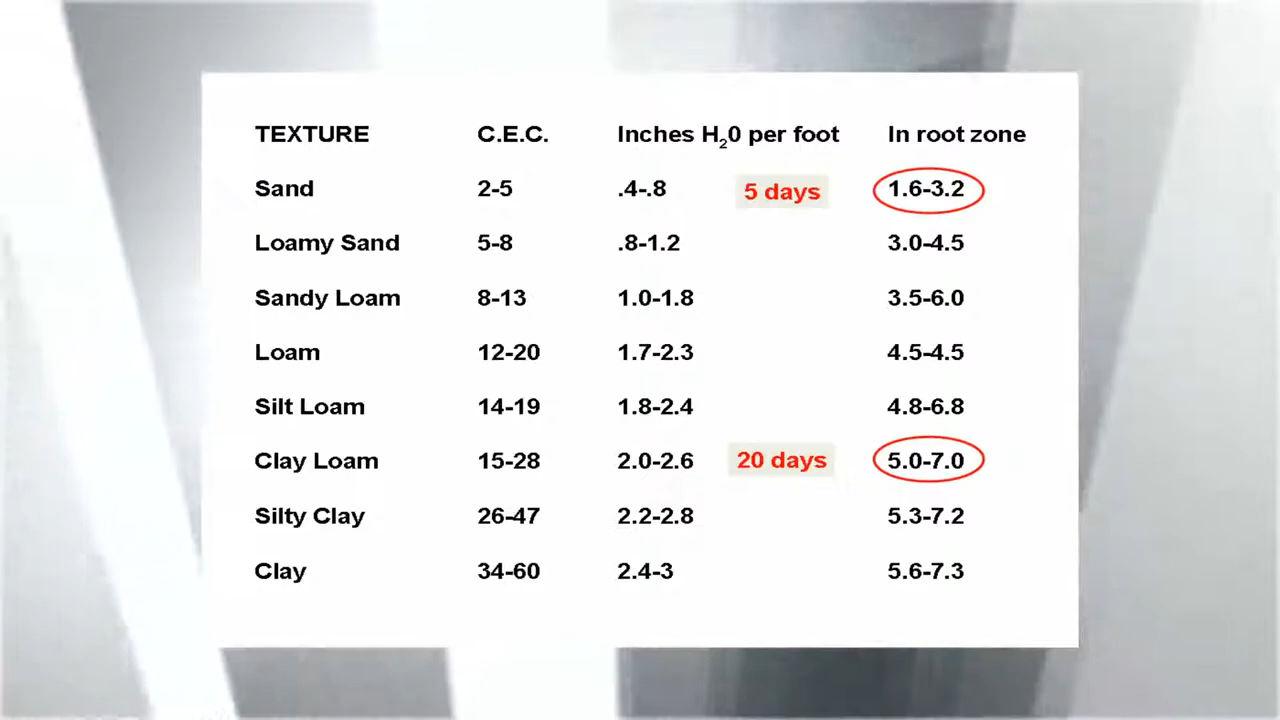 TEXTURE C.E.C. Inches H₂0 per foot In root zone
Sand 2-5 .4-.8 5 days 1.6-3.2
Loamy Sand 5-8 .8-1.2 3.0-4.5
Sandy Loam 8-13 1.0-1.8 3.5-6.0
Loam 12-20 1.7-2.3 4.5-4.5
Silt Loam 14-19 1.8-2.4 4.8-6.8
Clay Loam 15-28 2.0-2.6 20 days 5.0-7.0
Silty Clay 26-47 2.2-2.8 5.3-7.2
Clay 34-60 2.4-3 5.6-7.3